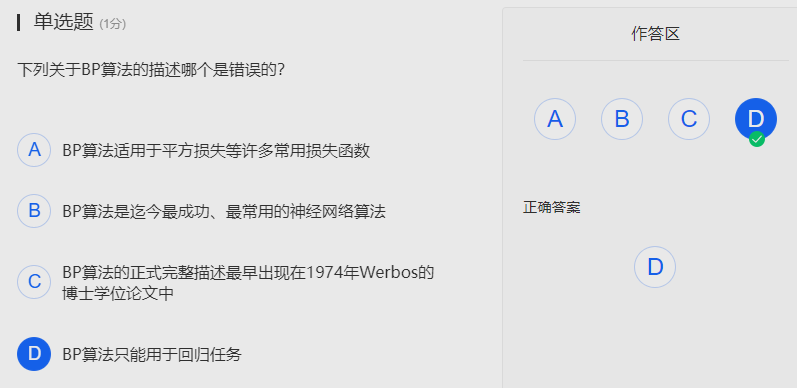 单选题 (1分)
下列关于BP算法的描述哪个是错误的?
A BP算法适用于平方损失等许多常用损失函数
B BP算法是迄今最成功、最常用的神经网络算法
C BP算法的正式完整描述最早出现在1974年Werbos的
博士学位论文中
D BP算法只能用于回归任务
作答区
A B C D
正确答案
D